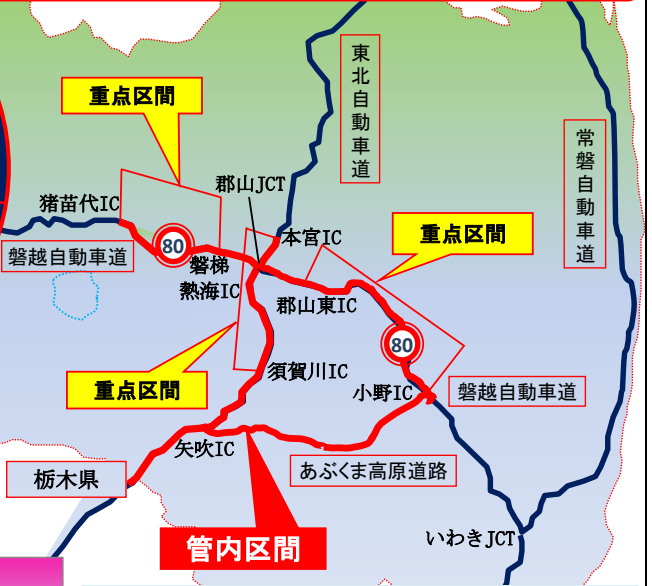 東北自動車道
重点区間
常磐自動車道
郡山JCT
猪苗代IC
本宮IC
重点区間
80
磐越自動車道
磐梯
熱海IC
郡山東IC
80
須賀川IC
重点区間
小野IC
磐越自動車道
矢吹IC
栃木県
あぶくま高原道路
管内区間
いわきJCT